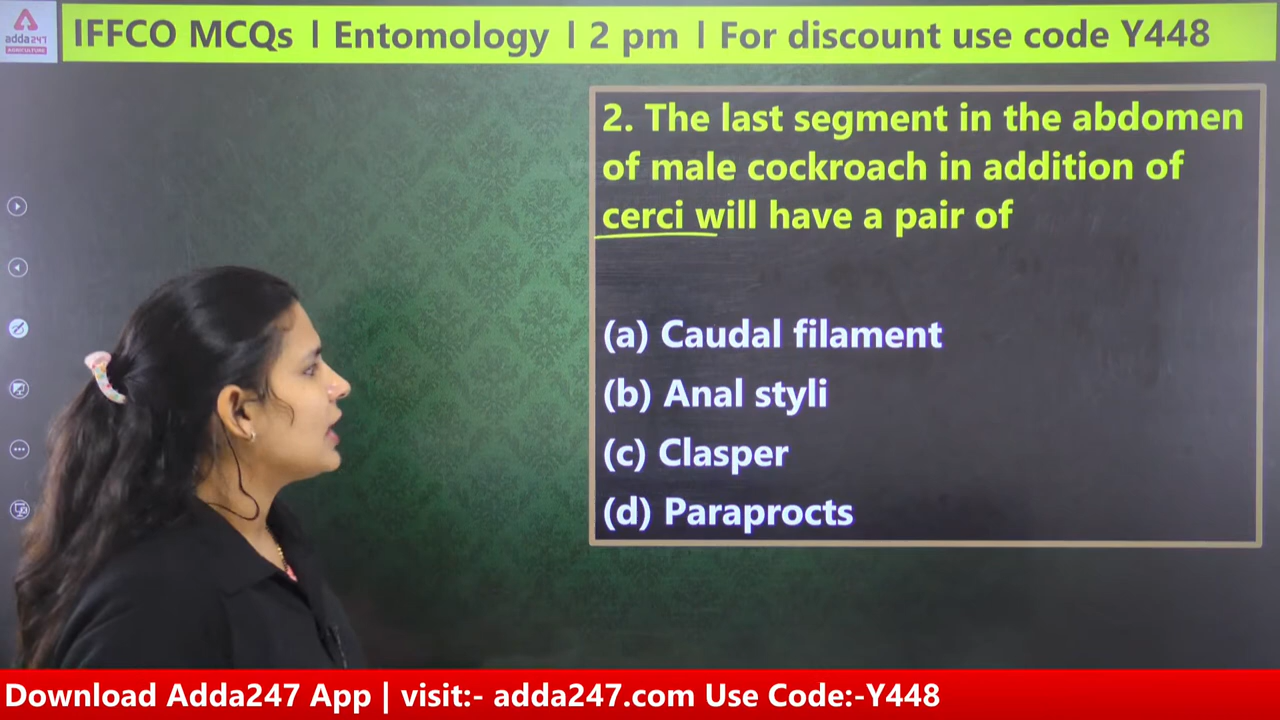 adda247
AGRICULTURE
IFFCO MCQs l Entomology l 2 pm l For discount use code Y448
2. The last segment in the abdomen
of male cockroach in addition of
cerci will have a pair of
(a) Caudal filament
(b) Anal styli
(c) Clasper
(d) Paraprocts
Download Adda247 App | visit:- adda247.com Use Code:-Y448